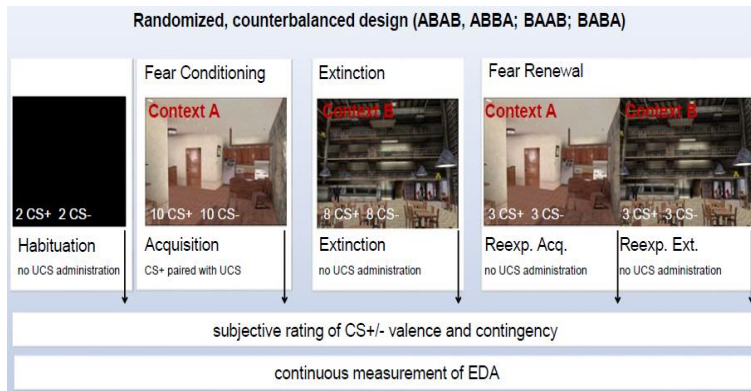 Randomized, counterbalanced design (ABAB, ABBA; BAAB; BABA)
Fear Conditioning
Extinction
Fear Renewal
Context A
Context B
Context A
Context B
2 CS+ 2 CS-
10 CS+ 10 CS-
8 CS+ 8 CS-
3 CS+ 3 CS-
3 CS+ 3 CS-
Habituation
Acquisition
Extinction
Reexp. Acq.
Reexp. Ext.
no UCS administration
CS+ paired with UCS
no UCS administration
no UCS administration
no UCS administration
subjective rating of CS+/- valence and contingency
continuous measurement of EDA